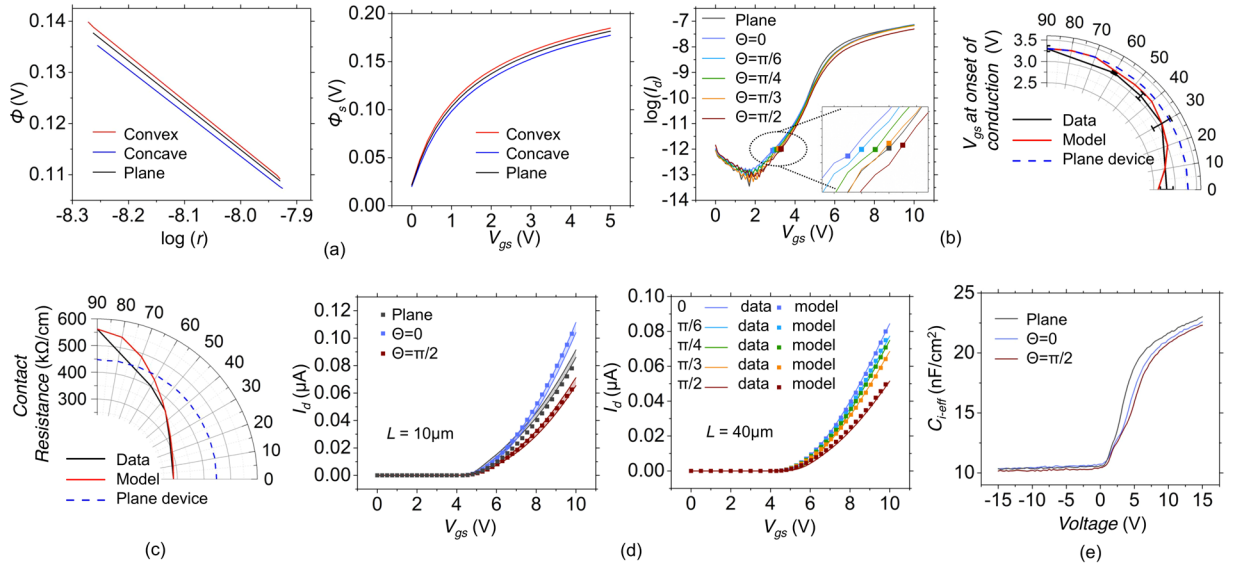 0.14
0.13
0.12
0.11
Φ (V)
Convex
Concave
Plane
-8.3 -8.2 -8.1 -8.0 -7.9
log (r)
0.20
0.15
0.10
0.05
0.00
Φs (V)
Convex
Concave
Plane
0 1 2 3 4 5
Vgs (V)
(a)
-7
-8
-9
-10
-11
-12
-13
-14
log(Id)
Plane
Θ=0
Θ=π/6
Θ=π/4
Θ=π/3
Θ=π/2
0 2 4 6 8 10
Vgs (V)
90 80 70 60 50 40 30 20 10 0
3.5
3.0
2.5
Vgs at onset of
conduction (V)
Data
Model
Plane device
(b)
90 80 70 60 50 40 30 20 10 0
600
500
400
300
Contact
Resistance (kΩ/cm)
Data
Model
Plane device
(c)
0.12
0.10
0.08
0.06
0.04
0.02
0.00
Id (μA)
Plane
Θ=0
Θ=π/2
L = 10μm
0 2 4 6 8 10
Vgs (V)
0.10
0.08
0.06
0.04
0.02
0.00
Id (μA)
0 data model
π/6 data model
π/4 data model
π/3 data model
π/2 data model
L = 40μm
0 2 4 6 8 10
Vgs (V)
(d)
25
20
15
10
Ci-eff (nF/cm²)
Plane
Θ=0
Θ=π/2
-15 -10 -5 0 5 10 15
Voltage (V)
(e)